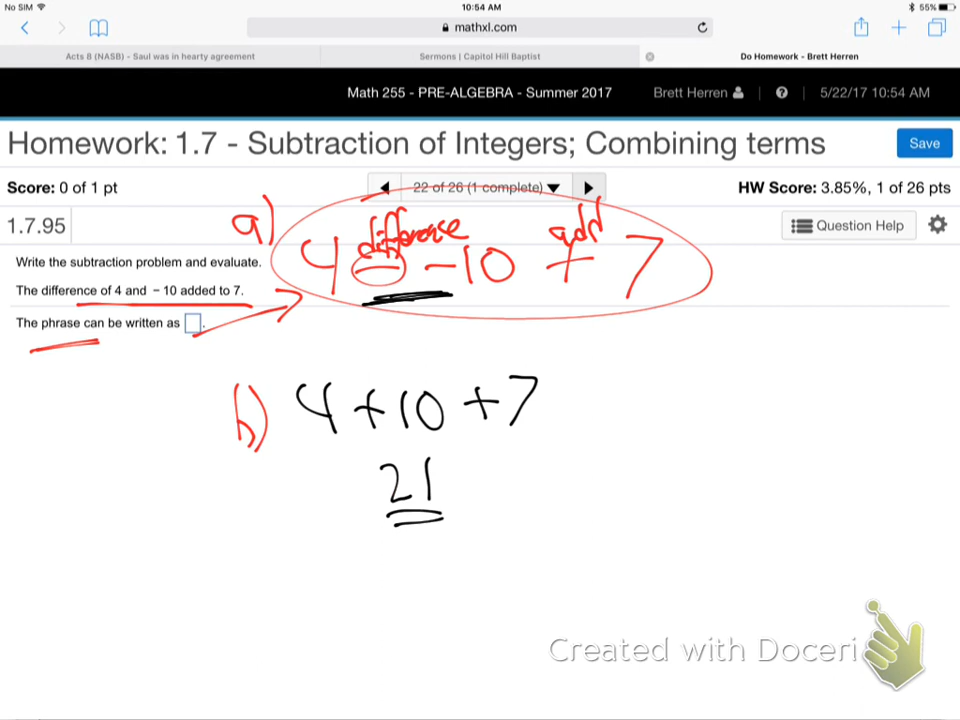 No SIM 10:54 AM 55%
mathxl.com
Acts 8 (NASB) - Saul was in hearty agreement Sermons | Capitol Hill Baptist Do Homework - Brett Herren
Math 255 - PRE-ALGEBRA - Summer 2017 Brett Herren ? 5/22/17 10:54 AM
Homework: 1.7 - Subtraction of Integers; Combining terms Save
Score: 0 of 1 pt 22 of 26 (1 complete) HW Score: 3.85%, 1 of 26 pts
1.7.95 Question Help
a) difference add
4 − −10 + 7
Write the subtraction problem and evaluate.
The difference of 4 and − 10 added to 7.
The phrase can be written as .
b) 4 + 10 + 7
21
Created with Doceri